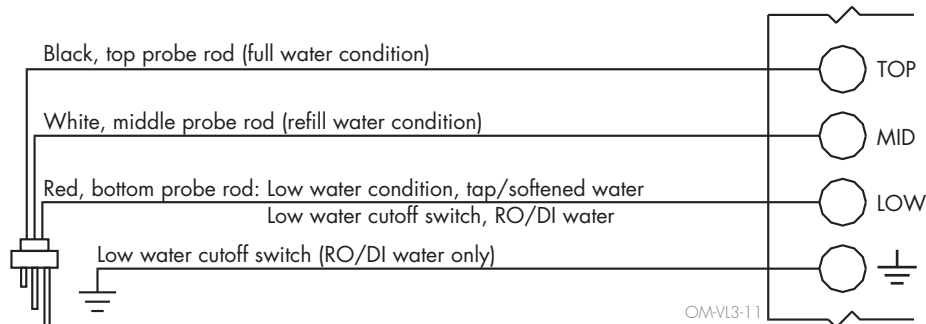 Black, top probe rod (full water condition)
TOP
White, middle probe rod (refill water condition)
MID
Red, bottom probe rod: Low water condition, tap/softened water
LOW
Low water cutoff switch, RO/DI water
Low water cutoff switch (RO/DI water only)
OM-VL3-11